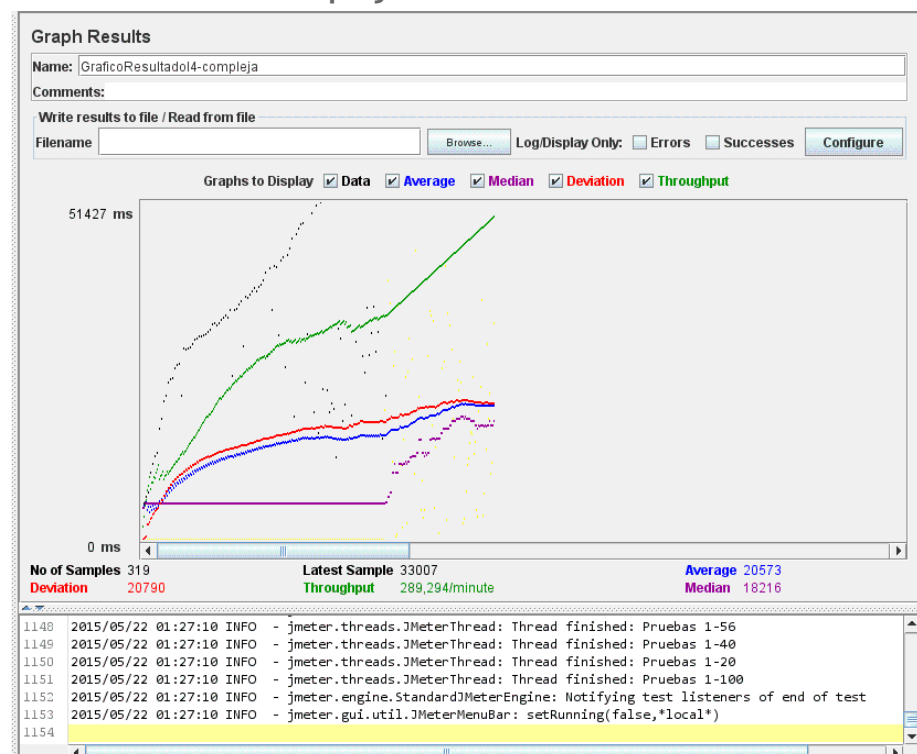 Graph Results
Name: GraficoResultadoI4-compleja
Comments:
Write results to file / Read from file
Filename Browse... Log/Display Only: Errors Successes Configure
Graphs to Display Data Average Median Deviation Throughput
51427 ms
0 ms
No of Samples 319 Latest Sample 33007 Average 20573
Deviation 20790 Throughput 289,294/minute Median 18216
1148 2015/05/22 01:27:10 INFO - jmeter.threads.JMeterThread: Thread finished: Pruebas 1-56
1149 2015/05/22 01:27:10 INFO - jmeter.threads.JMeterThread: Thread finished: Pruebas 1-40
1150 2015/05/22 01:27:10 INFO - jmeter.threads.JMeterThread: Thread finished: Pruebas 1-20
1151 2015/05/22 01:27:10 INFO - jmeter.threads.JMeterThread: Thread finished: Pruebas 1-100
1152 2015/05/22 01:27:10 INFO - jmeter.engine.StandardJMeterEngine: Notifying test listeners of end of test
1153 2015/05/22 01:27:10 INFO - jmeter.gui.util.JMeterMenuBar: setRunning(false,*local*)
1154